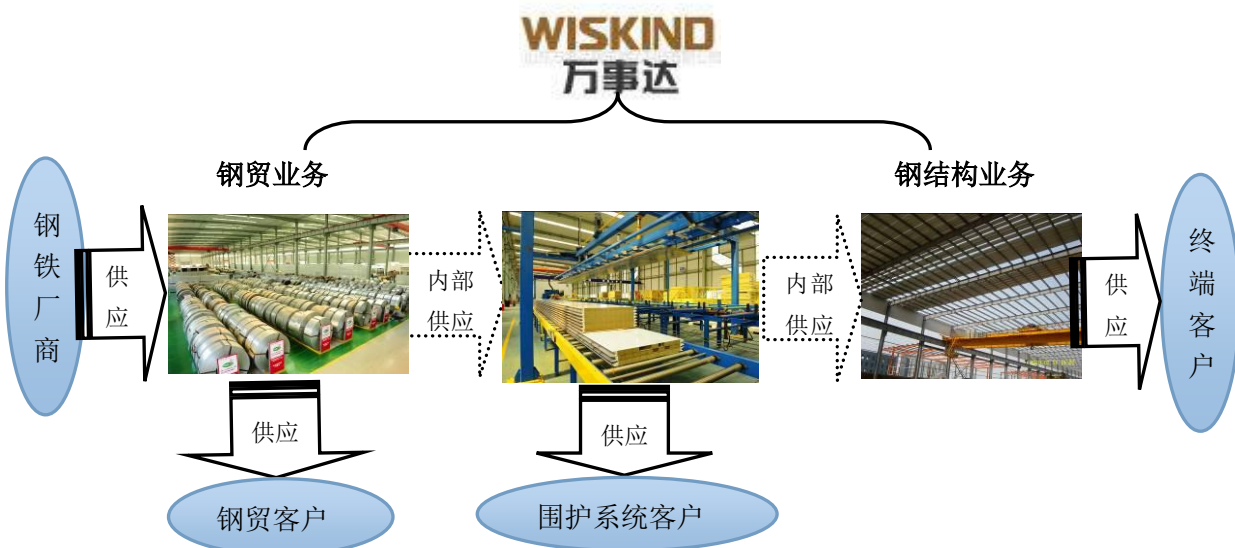 WISKIND
万事达
钢贸业务
钢结构业务
钢铁厂商
供应
内部供应
内部供应
供应
终端客户
供应
供应
钢贸客户
围护系统客户